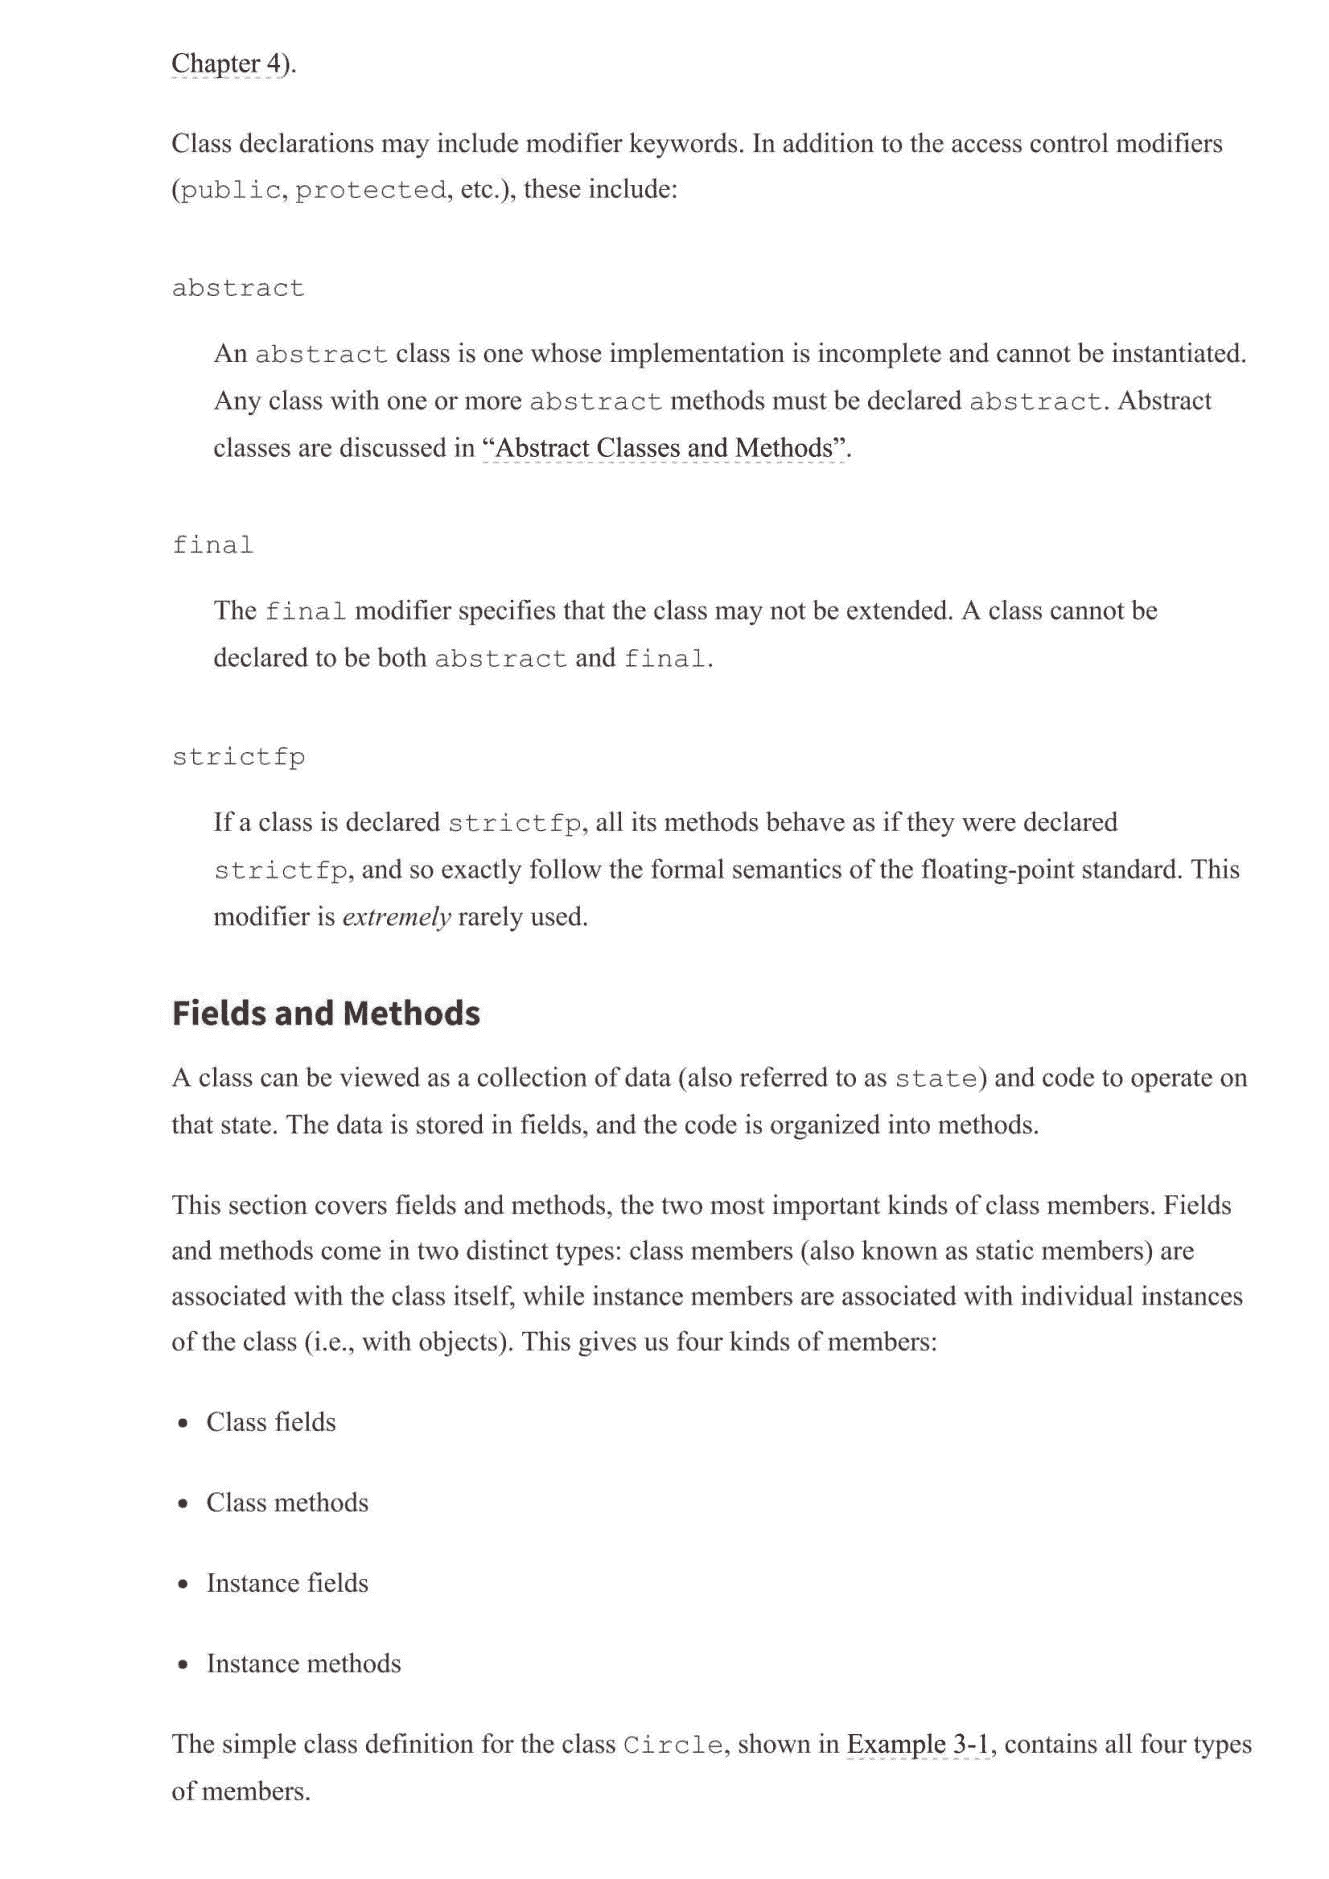 Chapter 4).
Class declarations may include modifier keywords. In addition to the access control modifiers
(public, protected, etc.), these include:
abstract
An abstract class is one whose implementation is incomplete and cannot be instantiated.
Any class with one or more abstract methods must be declared abstract. Abstract
classes are discussed in “Abstract Classes and Methods”.
final
The final modifier specifies that the class may not be extended. A class cannot be
declared to be both abstract and final.
strictfp
If a class is declared strictfp, all its methods behave as if they were declared
strictfp, and so exactly follow the formal semantics of the floating-point standard. This
modifier is extremely rarely used.
Fields and Methods
A class can be viewed as a collection of data (also referred to as state) and code to operate on
that state. The data is stored in fields, and the code is organized into methods.
This section covers fields and methods, the two most important kinds of class members. Fields
and methods come in two distinct types: class members (also known as static members) are
associated with the class itself, while instance members are associated with individual instances
of the class (i.e., with objects). This gives us four kinds of members:
• Class fields
• Class methods
• Instance fields
• Instance methods
The simple class definition for the class Circle, shown in Example 3-1, contains all four types
of members.